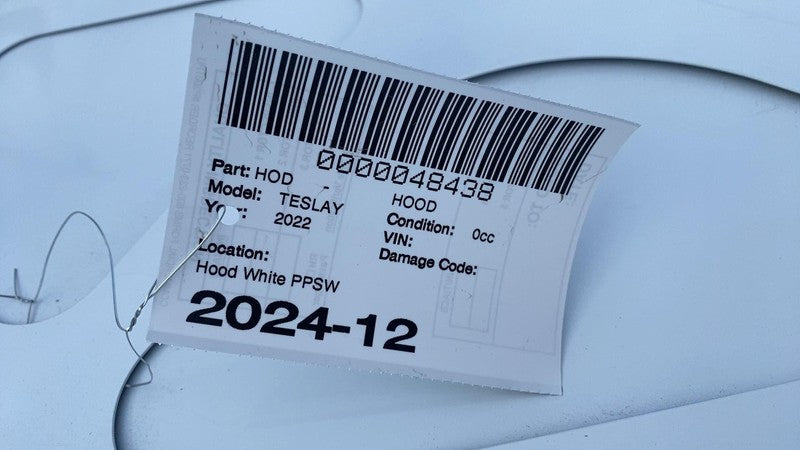 0000048438
Part: HOD - HOOD
Model: TESLAY Condition: 0cc
Year: 2022 VIN:
Damage Code:
Location:
Hood White PPSW
2024-12